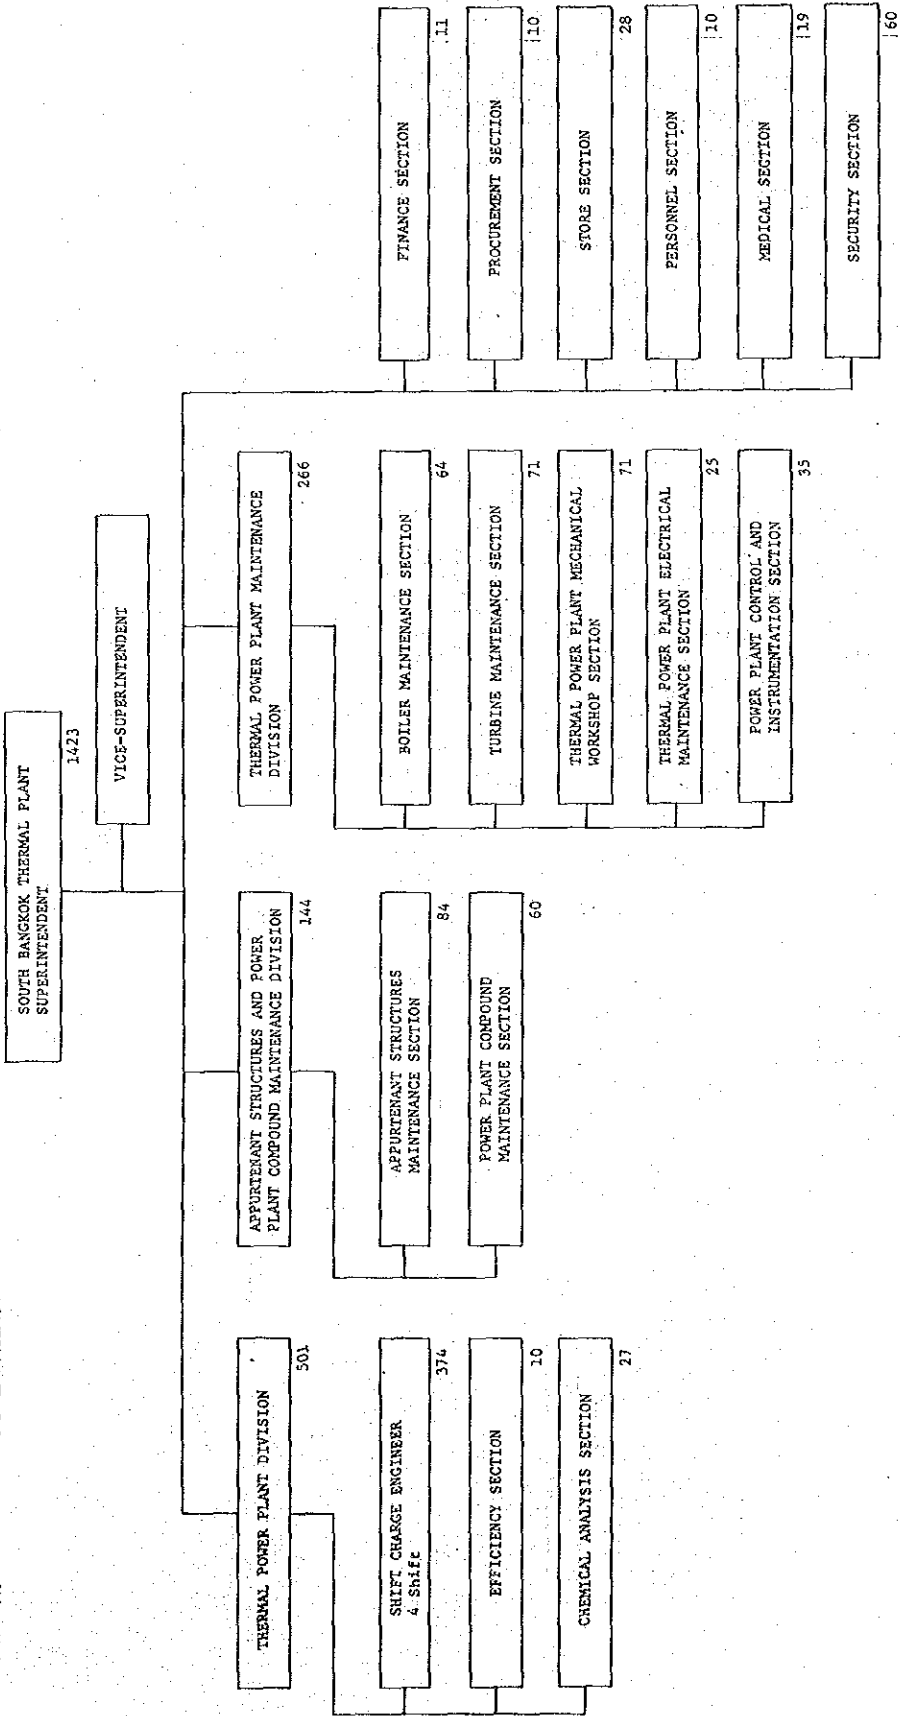 SOUTH BANGKOK THERMAL PLANT
SUPERINTENDENT
1423
VICE-SUPERINTENDENT
THERMAL POWER PLANT DIVISION
501
SHIFT CHARGE ENGINEER
4 Shife
374
EFFICIENCY SECTION
10
CHEMICAL ANALYSIS SECTION
27
APPURTENANT STRUCTURES AND POWER
PLANT COMPOUND MAINTENANCE DIVISION
144
APPURTENANT STRUCTURES
MAINTENANCE SECTION
84
POWER PLANT COMPOUND
MAINTENANCE SECTION
60
THERMAL POWER PLANT MAINTENANCE
DIVISION
266
BOILER MAINTENANCE SECTION
64
TURBINE MAINTENANCE SECTION
71
THERMAL POWER PLANT MECHANICAL
WORKSHOP SECTION
71
THERMAL POWER PLANT ELECTRICAL
MAINTENANCE SECTION
25
POWER PLANT CONTROL AND
INSTRUMENTATION SECTION
35
FINANCE SECTION
11
PROCUREMENT SECTION
10
STORE SECTION
28
PERSONNEL SECTION
10
MEDICAL SECTION
19
SECURITY SECTION
60